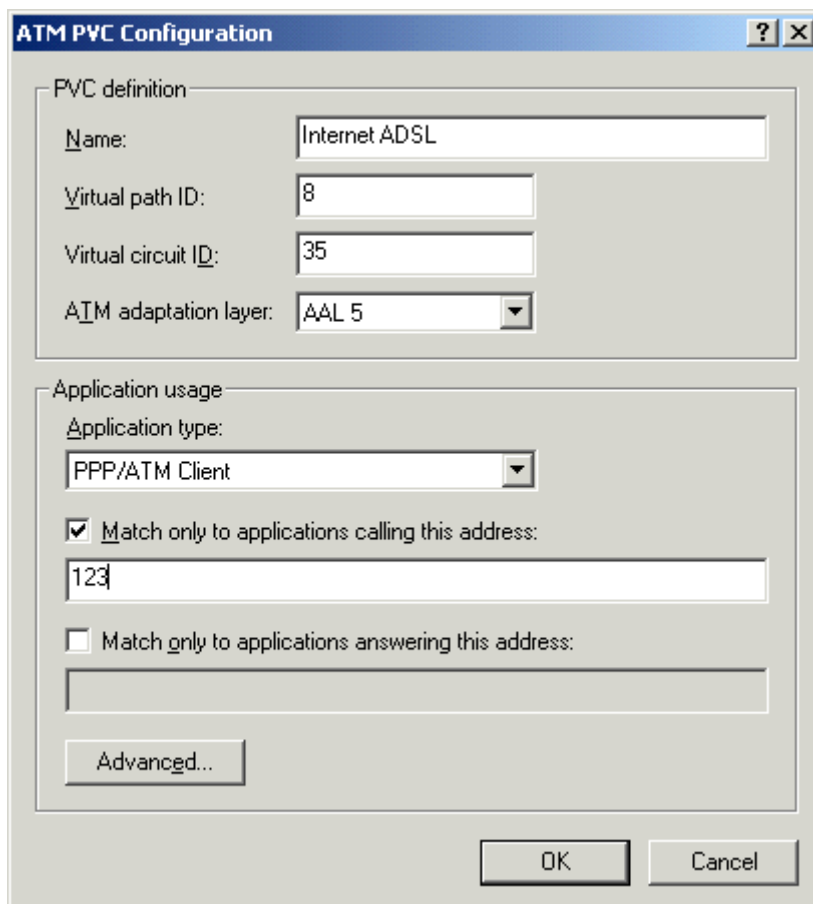 ATM PVC Configuration
PVC definition
Name: Internet ADSL
Virtual path ID: 8
Virtual circuit ID: 35
ATM adaptation layer: AAL 5
Application usage
Application type:
PPP/ATM Client
Match only to applications calling this address:
123
Match only to applications answering this address:
Advanced...
OK Cancel